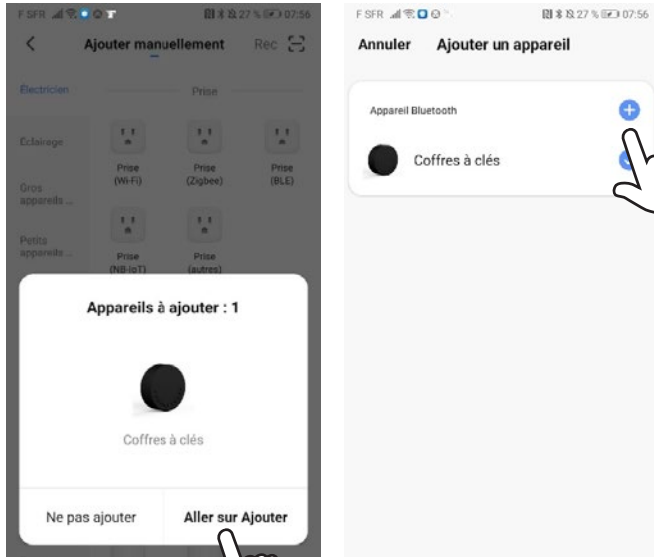 F SFR 27 % 07:56
Ajouter manuellement Rec
Électricien
Prise
Éclairage
Prise
(Wi-Fi)
Prise
(Zigbee)
Prise
(BLE)
Gros
appareils ...
Petits
appareils ...
Prise
(NB-IoT)
Prise
(autres)
Appareils à ajouter : 1
Coffres à clés
Ne pas ajouter
Aller sur Ajouter
F SFR 27 % 07:56
Annuler Ajouter un appareil
Appareil Bluetooth
Coffres à clés